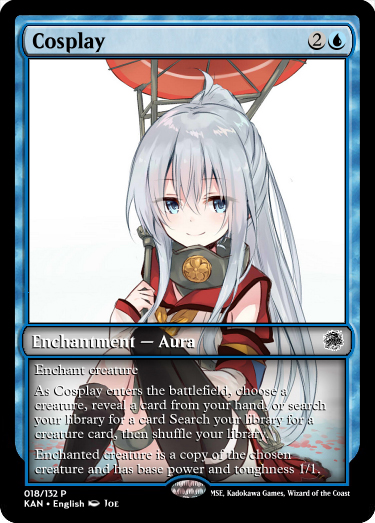 Cosplay 2
Enchantment — Aura
Enchant creature
As Cosplay enters the battlefield, choose a
creature, reveal a card from your hand, or search
your library for a card Search your library for a
creature card, then shuffle your library.
Enchanted creature is a copy of the chosen
creature and has base power and toughness 1/1.
018/132 P
KAN • English JOE
MSE, Kadokawa Games, Wizard of the Coast